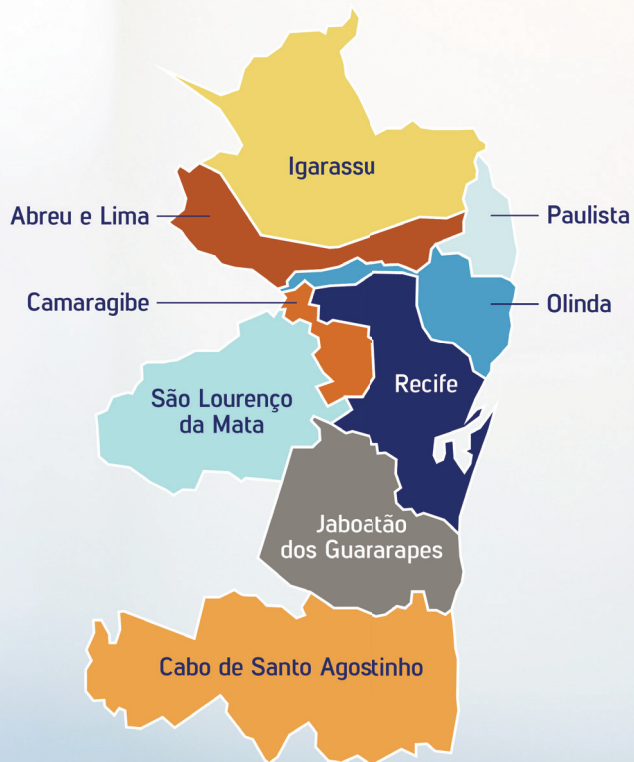 Igarassu
Abreu e Lima
Paulista
Camaragibe
Olinda
Recife
São Lourenço
da Mata
Jaboatão
dos Guararapes
Cabo de Santo Agostinho